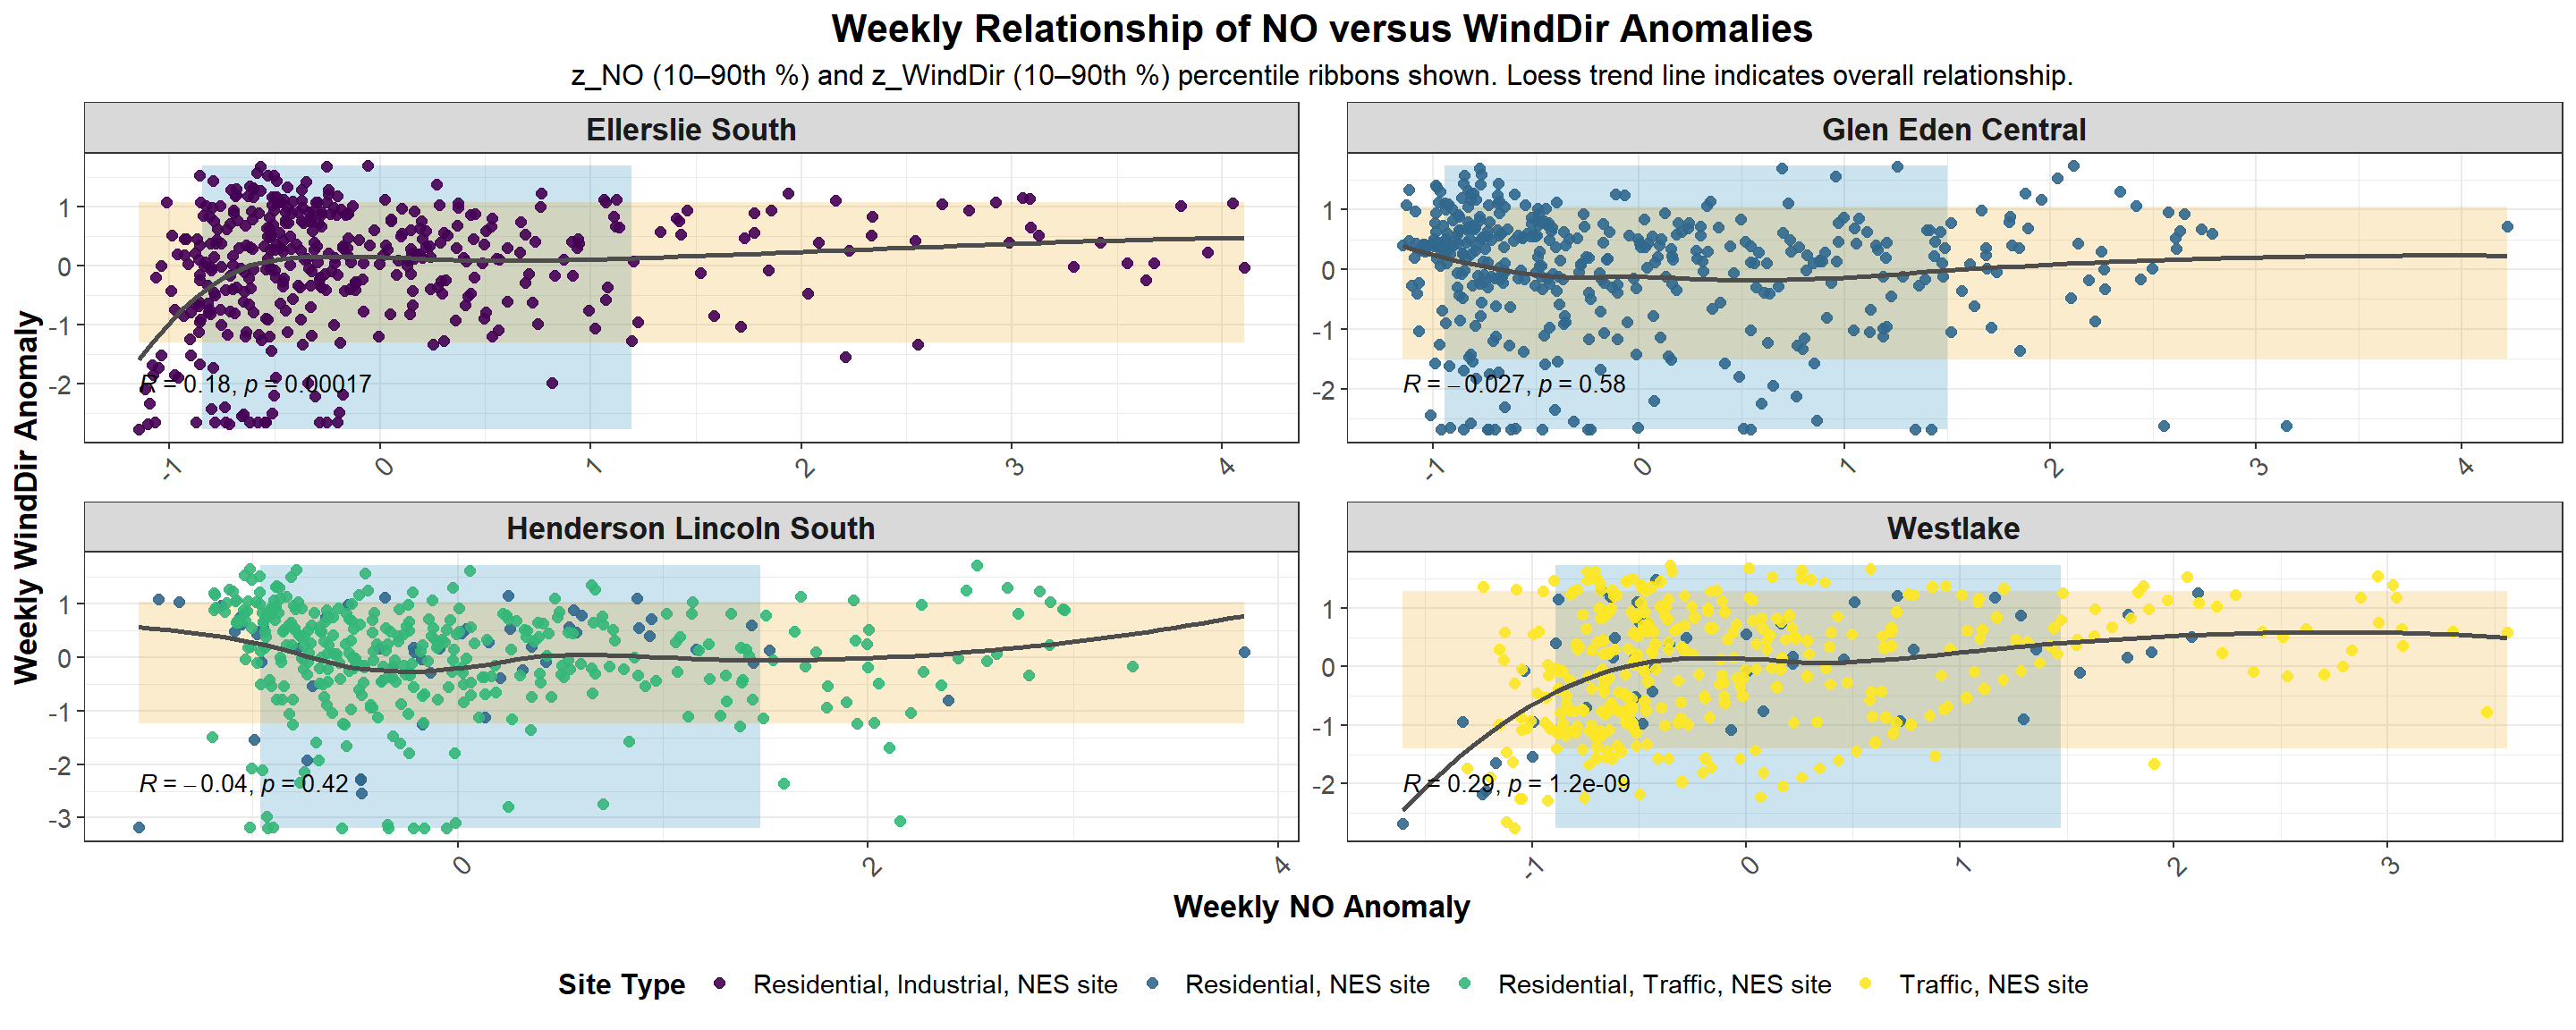 Weekly Relationship of NO versus WindDir Anomalies
z_NO (10–90th %) and z_WindDir (10–90th %) percentile ribbons shown. Loess trend line indicates overall relationship.
Weekly WindDir Anomaly
Ellerslie South
1
0
-1
-2
R = 0.18, p = 0.00017
-1 0 1 2 3 4
Glen Eden Central
1
0
-1
-2
R = −0.027, p = 0.58
-1 0 1 2 3 4
Henderson Lincoln South
1
0
-1
-2
-3
R = −0.04, p = 0.42
0 2 4
Westlake
1
0
-1
-2
R = 0.29, p = 1.2e-09
-1 0 1 2 3
Weekly NO Anomaly
Site Type Residential, Industrial, NES site Residential, NES site Residential, Traffic, NES site Traffic, NES site